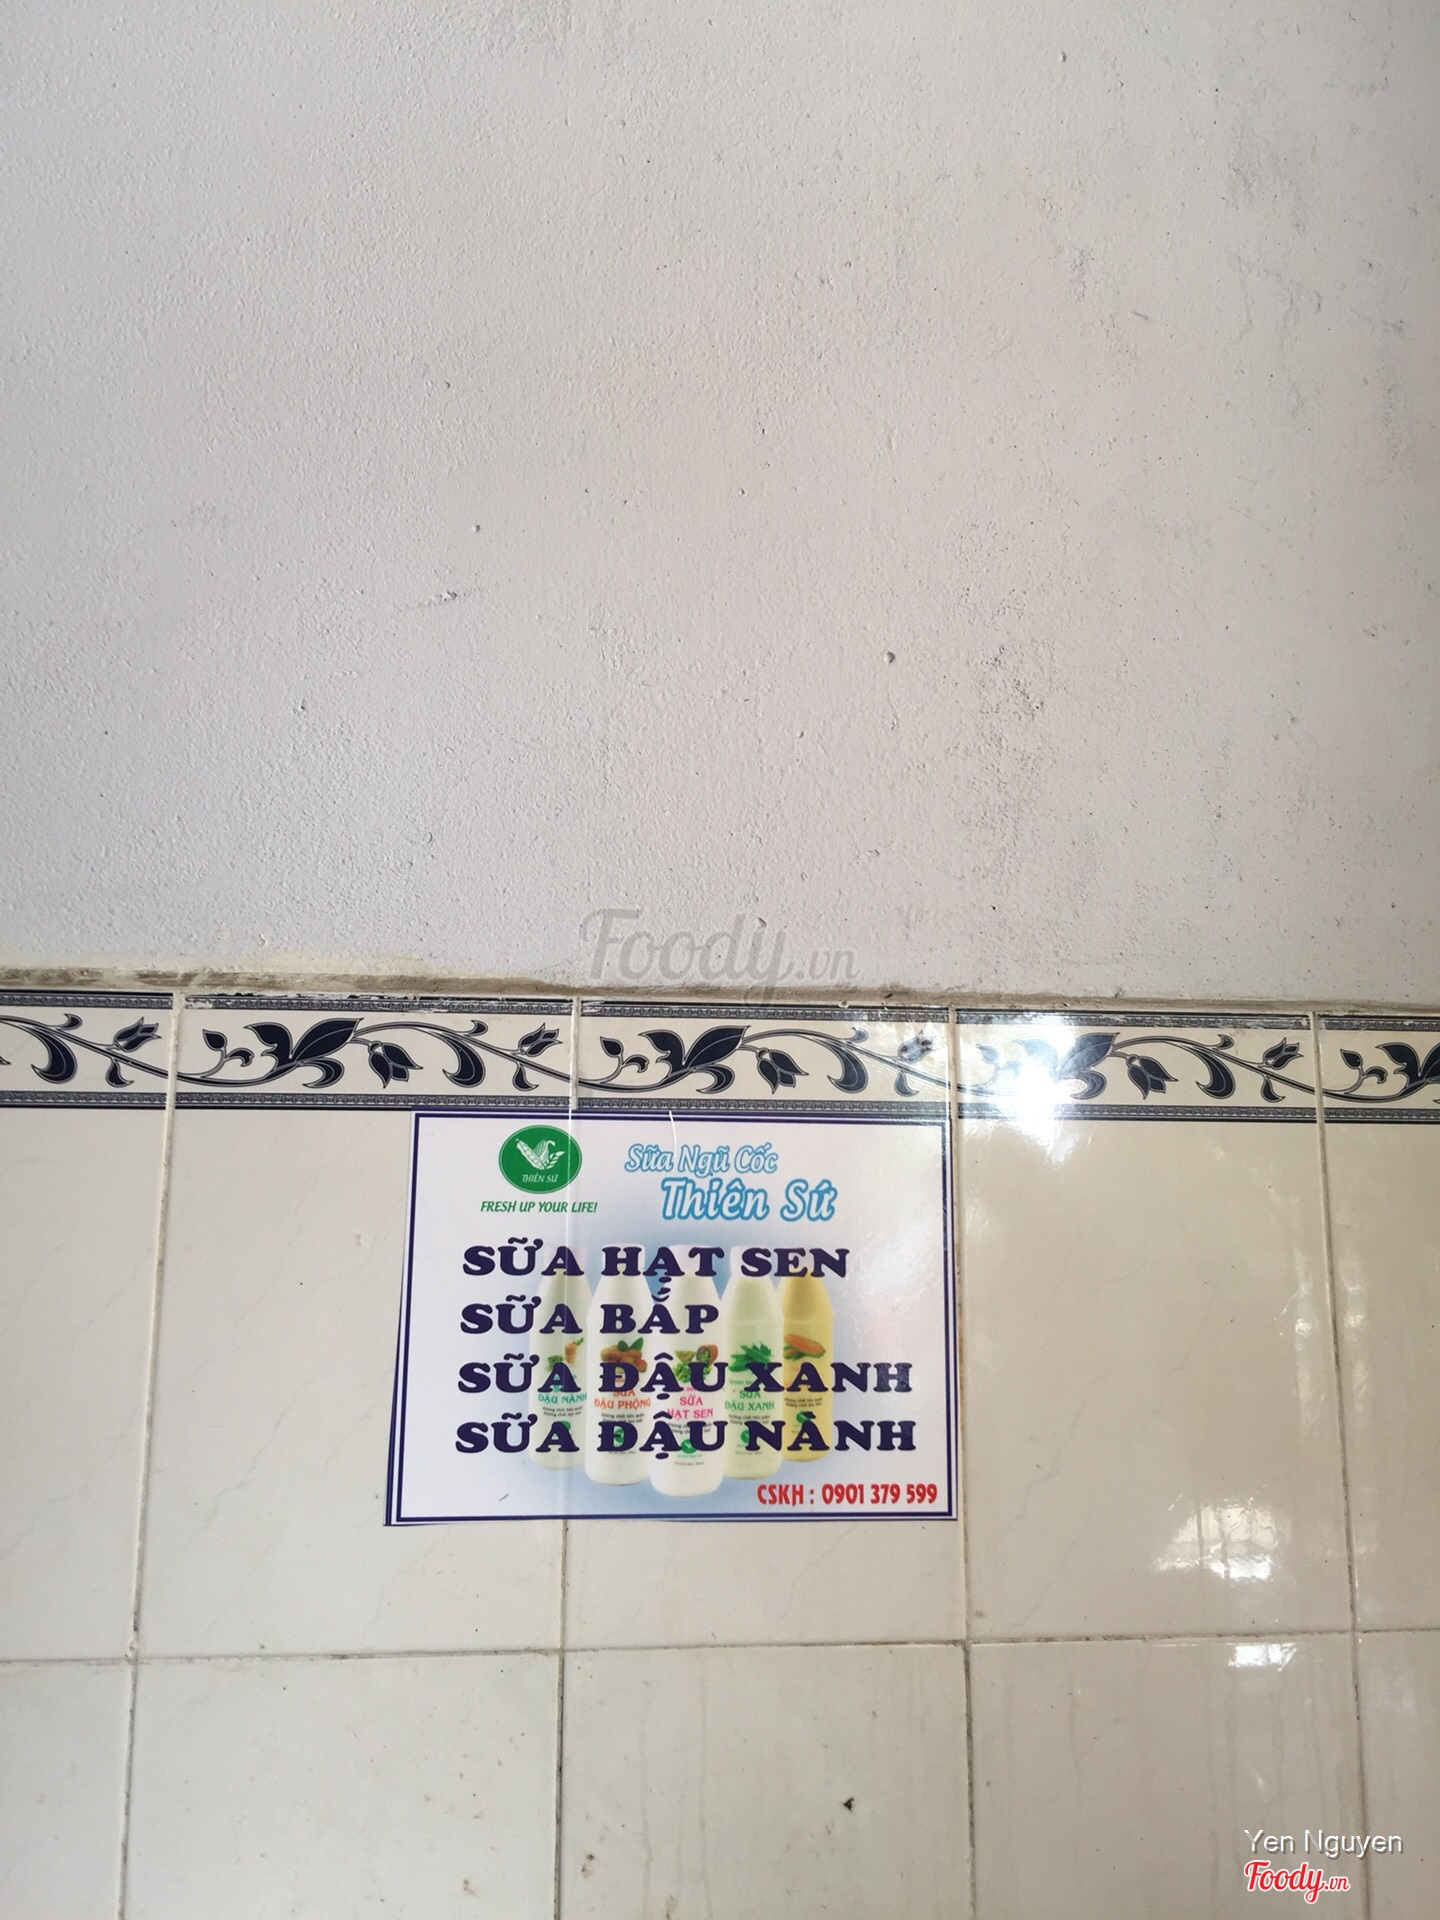 Foody.vn
THIÊN SỨ
FRESH UP YOUR LIFE!
Sữa Ngũ Cốc
Thiên Sứ
SỮA HẠT SEN
SỮA BẮP
SỮA ĐẬU XANH
SỮA ĐẬU NÀNH
ĐẬU NÀNH
SỮA
ĐẬU PHỘNG
SỮA
HẠT SEN
SỮA
ĐẬU XANH
CSKH : 0901 379 599
Yen Nguyen
Foody.vn